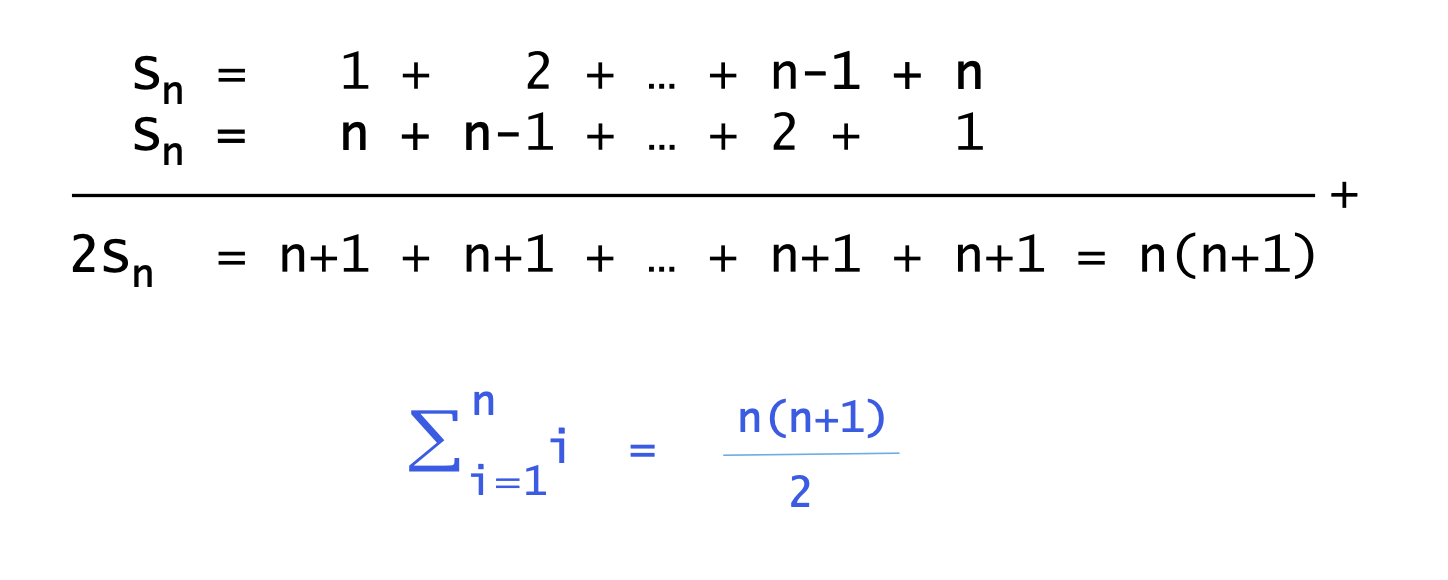 Sₙ = 1 + 2 + … + n-1 + n
Sₙ = n + n-1 + … + 2 + 1
+
2Sₙ = n+1 + n+1 + … + n+1 + n+1 = n(n+1)
∑ⁿᵢ₌₁ i = n(n+1)
2